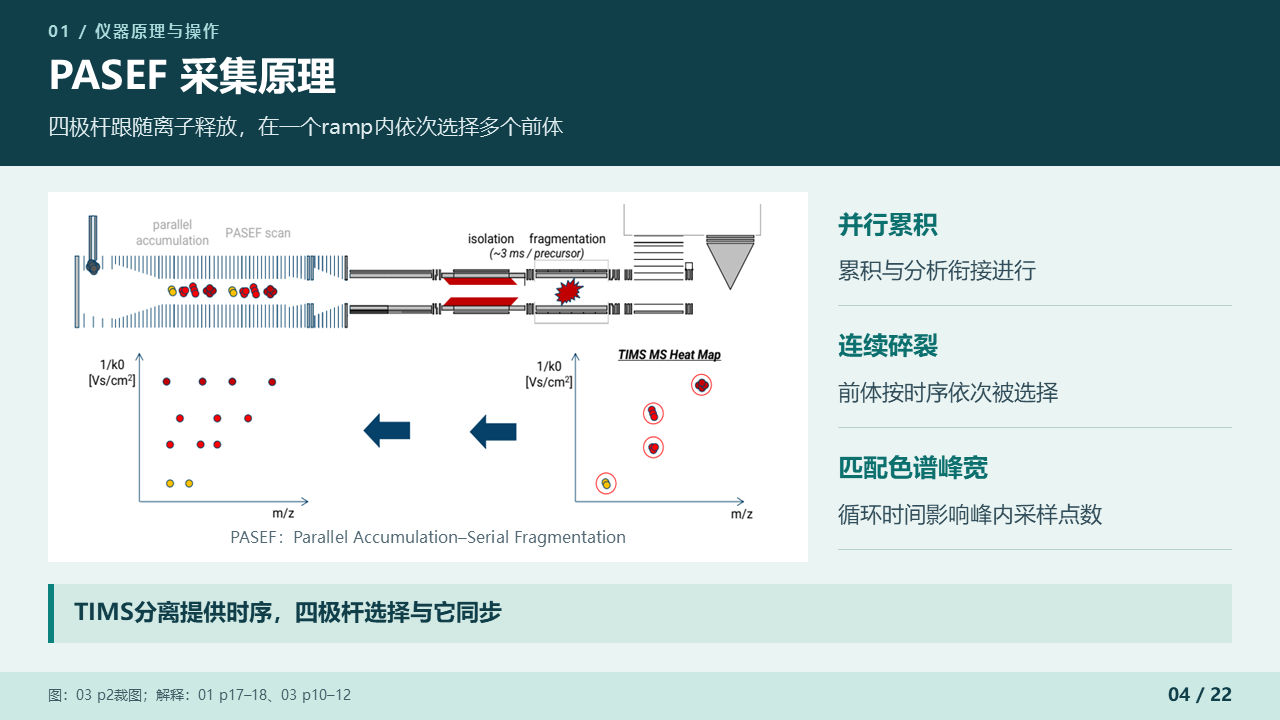 01 / 仪器原理与操作
PASEF 采集原理
四极杆跟随离子释放，在一个ramp内依次选择多个前体
parallel
accumulation
PASEF scan
isolation
fragmentation
(~3 ms / precursor)
1/k0
[Vs/cm²]
m/z
TIMS MS Heat Map
1/k0
[Vs/cm²]
m/z
PASEF：Parallel Accumulation–Serial Fragmentation
并行累积
累积与分析衔接进行
连续碎裂
前体按时序依次被选择
匹配色谱峰宽
循环时间影响峰内采样点数
TIMS分离提供时序，四极杆选择与它同步
图：03 p2裁图；解释：01 p17–18、03 p10–12
04 / 22